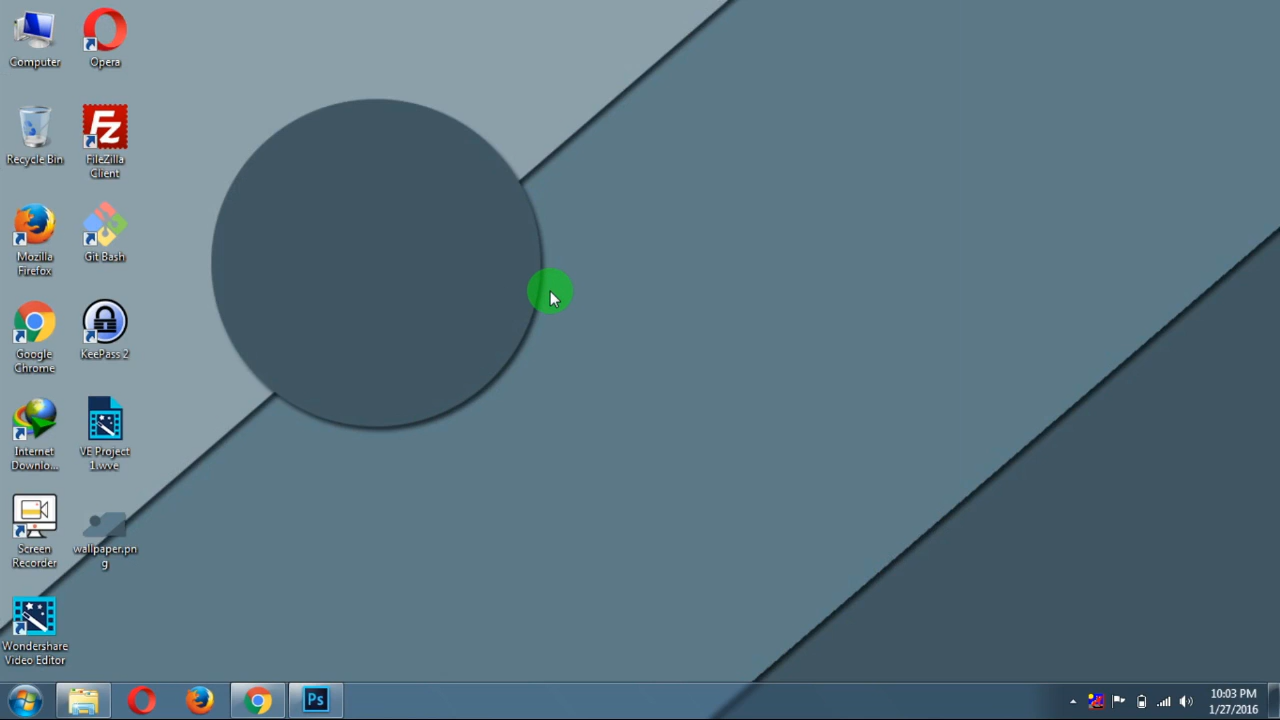 Computer
Opera
Recycle Bin
FileZilla
Client
Mozilla
Firefox
Git Bash
Google
Chrome
KeePass 2
Internet
Downlo...
VE Project
1.wve
Screen
Recorder
wallpaper.pn
g
Wondershare
Video Editor
Fz
Ps
10:03 PM
1/27/2016